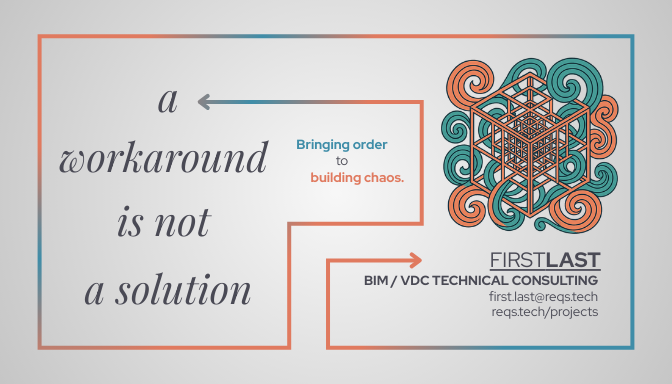 a
workaround
is not
a solution
Bringing order
to
building chaos.
FIRSTLAST
BIM / VDC TECHNICAL CONSULTING
first.last@reqs.tech
reqs.tech/projects